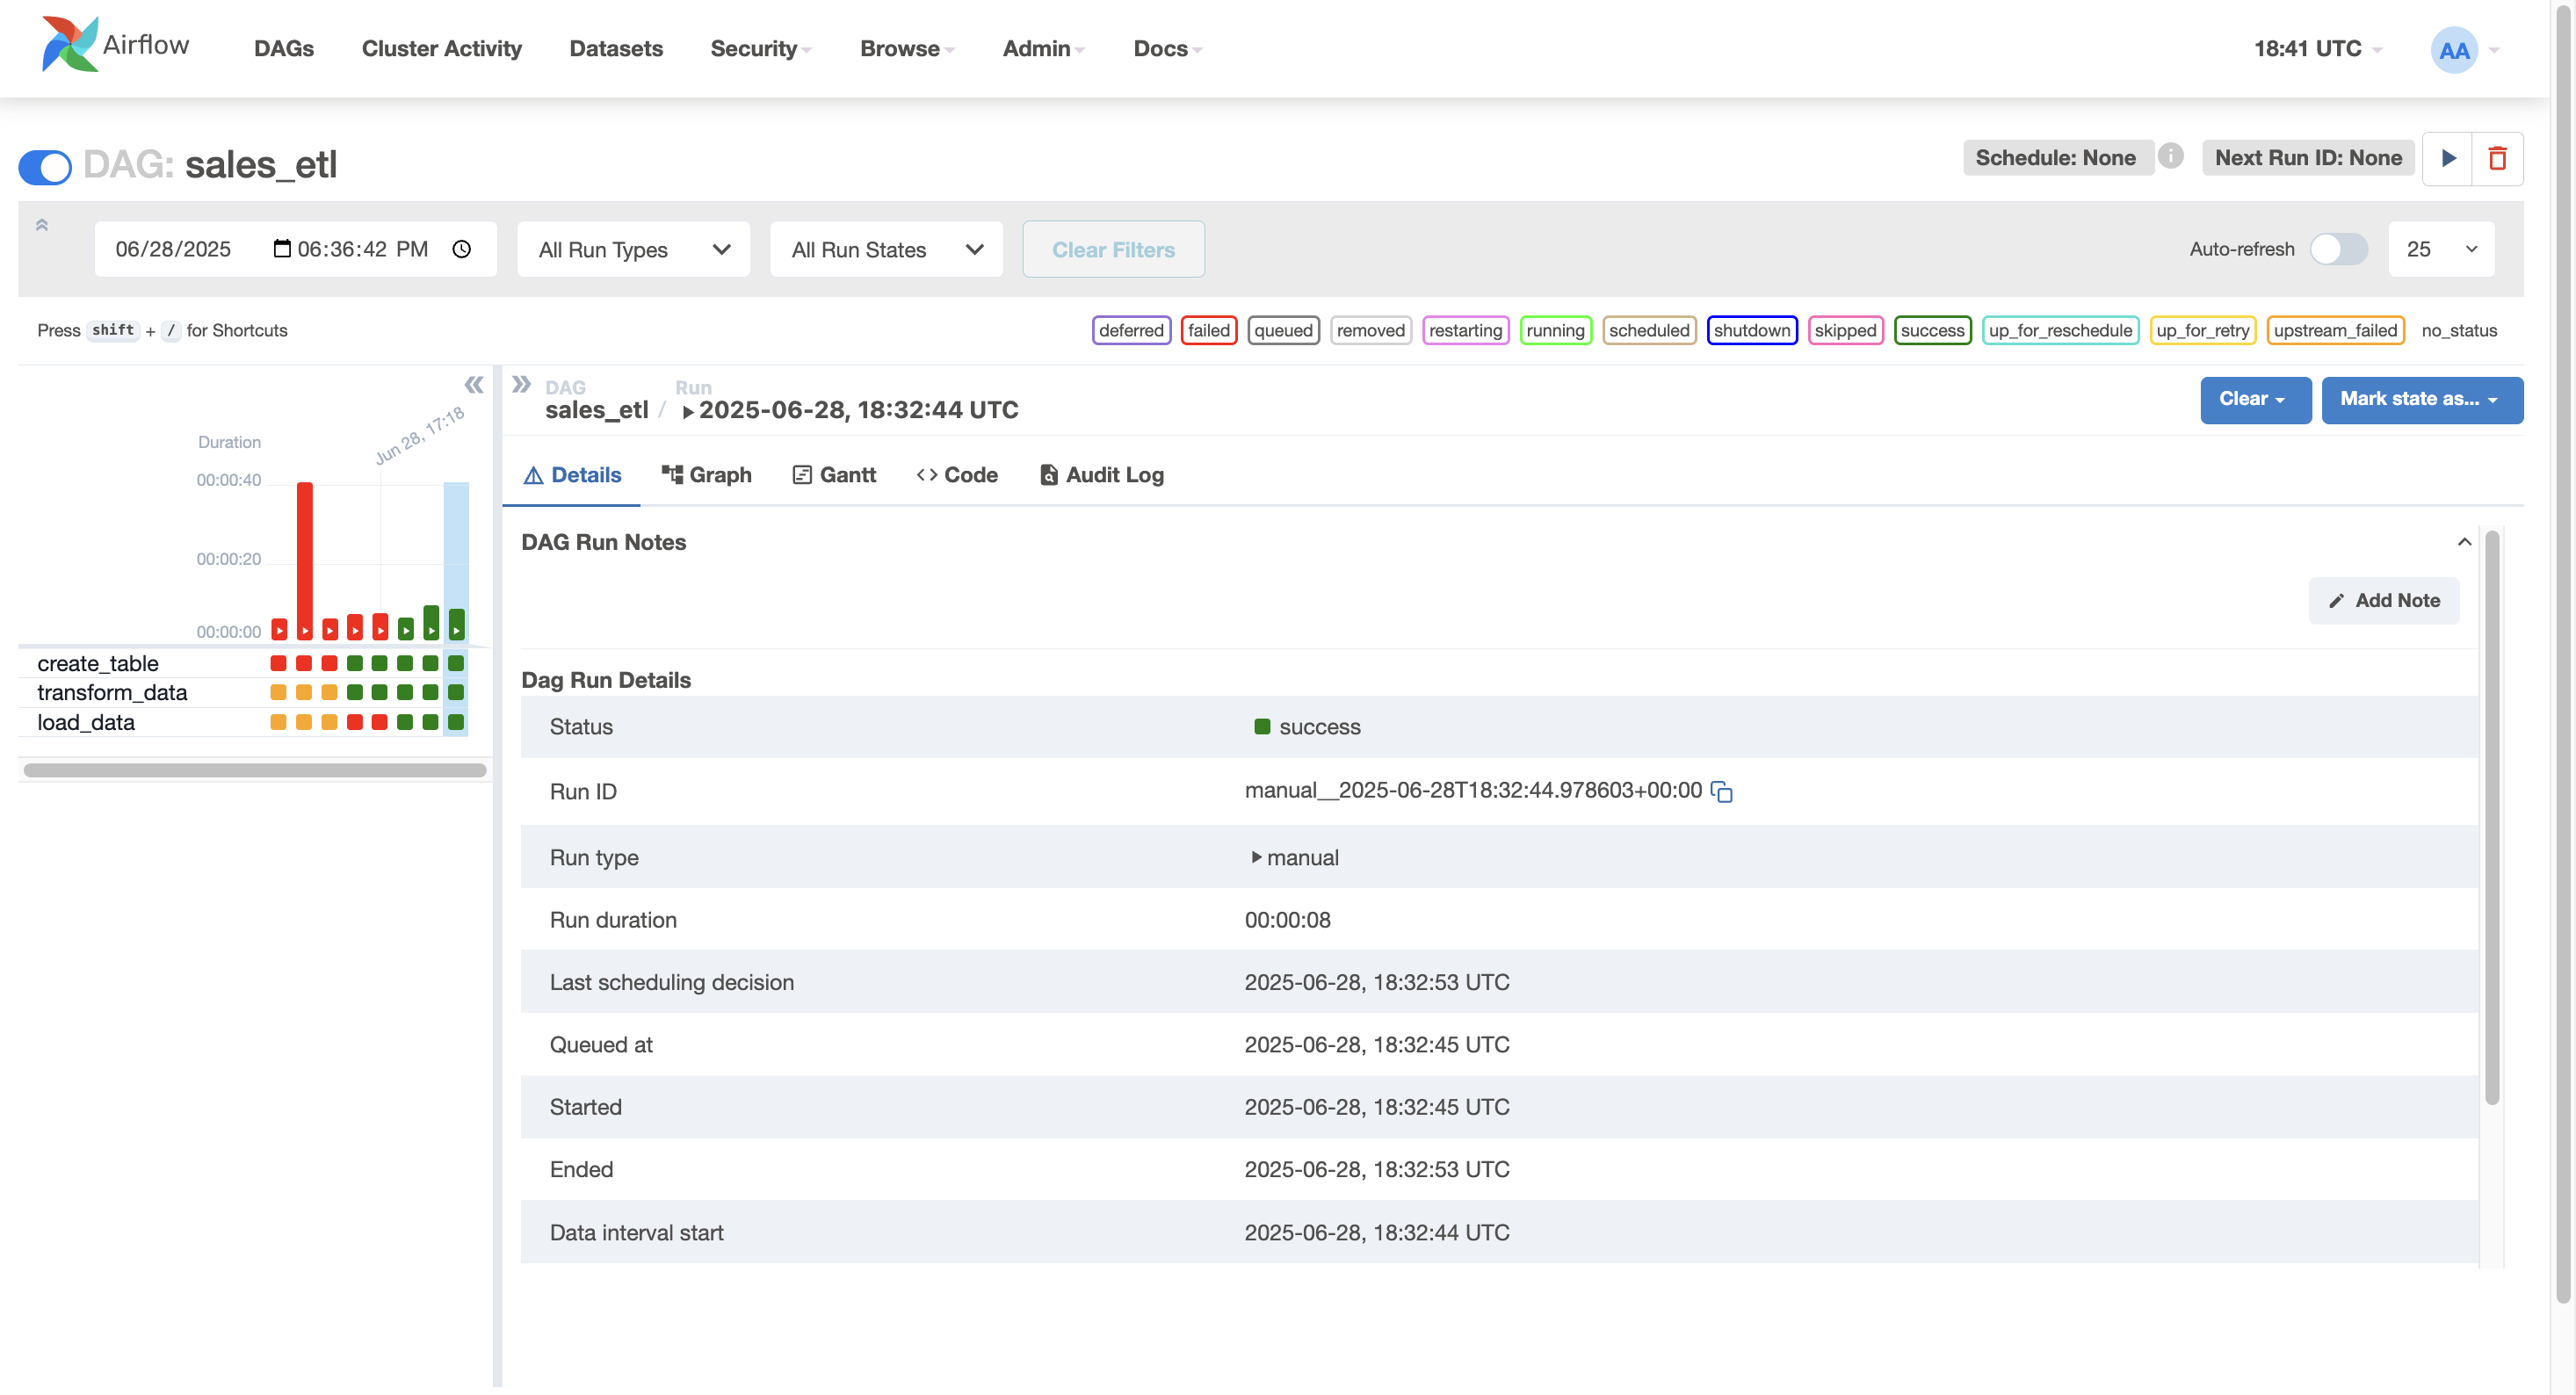 Airflow DAGs Cluster Activity Datasets Security Browse Admin Docs 18:41 UTC AA
DAG: sales_etl Schedule: None i Next Run ID: None
06/28/2025 06:36:42 PM All Run Types All Run States Clear Filters Auto-refresh 25
Press shift + / for Shortcuts deferred failed queued removed restarting running scheduled shutdown skipped success up_for_reschedule up_for_retry upstream_failed no_status
Jun 28, 17:18
Duration
00:00:40
00:00:20
00:00:00
create_table
transform_data
load_data
DAG Run
sales_etl / 2025-06-28, 18:32:44 UTC
Clear Mark state as...
Details Graph Gantt Code Audit Log
DAG Run Notes
Add Note
Dag Run Details
Status success
Run ID manual__2025-06-28T18:32:44.978603+00:00
Run type manual
Run duration 00:00:08
Last scheduling decision 2025-06-28, 18:32:53 UTC
Queued at 2025-06-28, 18:32:45 UTC
Started 2025-06-28, 18:32:45 UTC
Ended 2025-06-28, 18:32:53 UTC
Data interval start 2025-06-28, 18:32:44 UTC